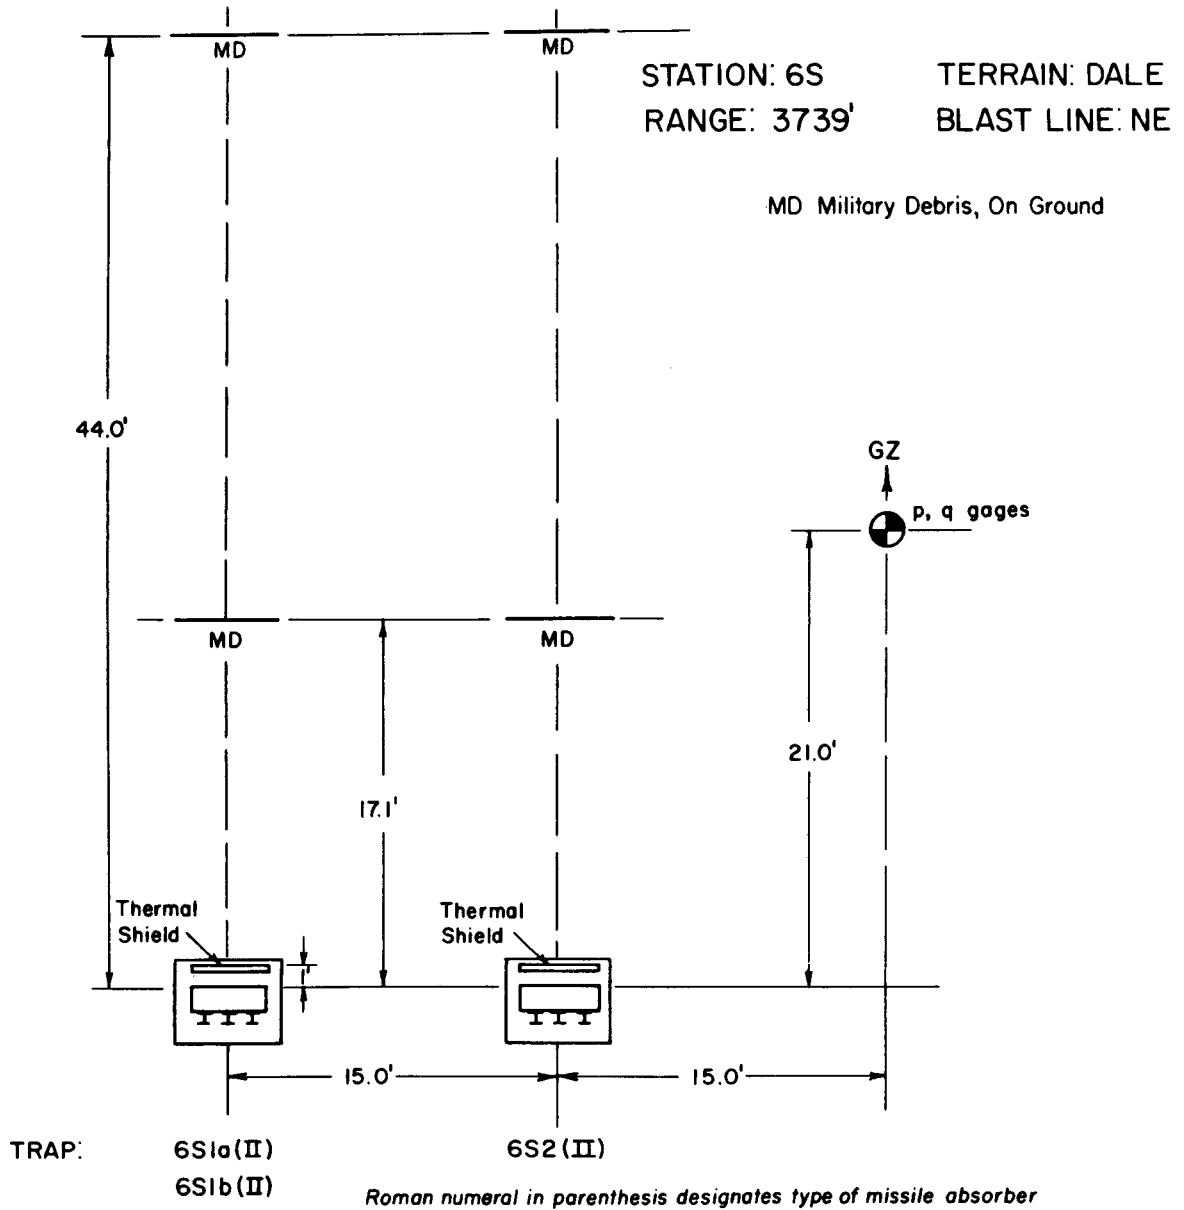 MD
MD
STATION: 6S
TERRAIN: DALE
RANGE: 3739'
BLAST LINE: NE
MD Military Debris, On Ground
44.0'
GZ
p, q gages
MD
MD
21.0'
17.1'
Thermal
Shield
Thermal
Shield
1'
15.0'
15.0'
TRAP:
6S1a(II)
6S2(II)
6S1b(II)
Roman numeral in parenthesis designates type of missile absorber